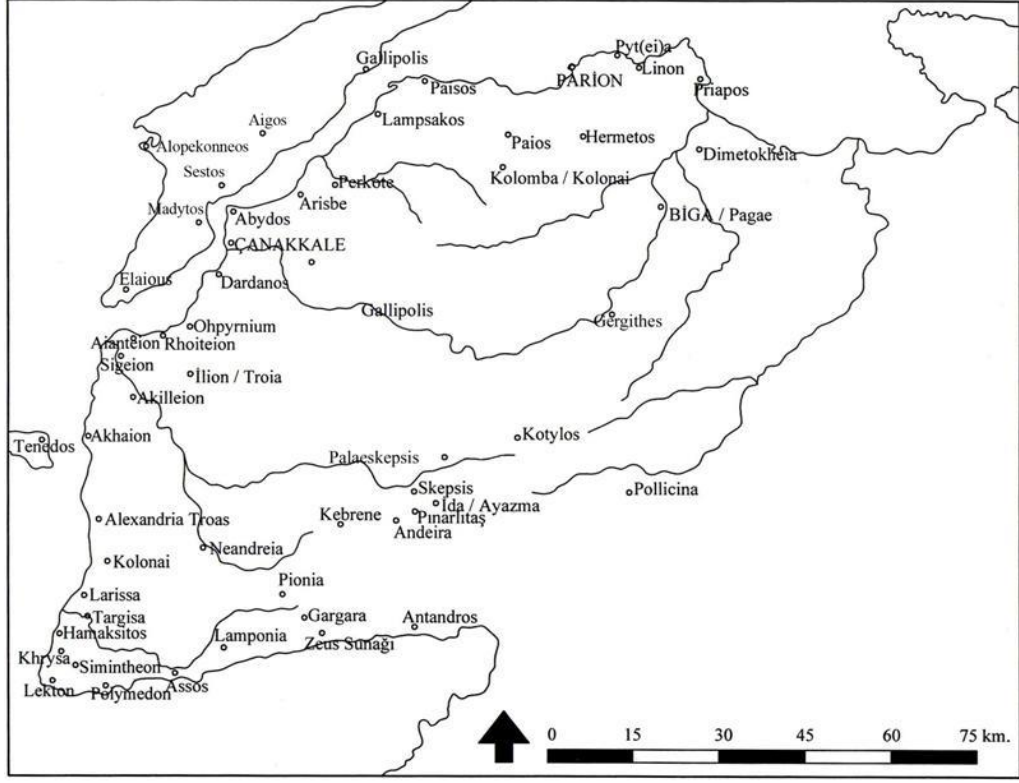 Gallipolis
Pyt(ei)a
Linon
PARİON
Priapos
Paisos
Lampsakos
Aigos
Alopekonneos
Paios
Hermetos
Dimetokheia
Kolomba / Kolonai
Sestos
Perkote
Arisbe
Madytos
Abydos
BİGA / Pagae
ÇANAKKALE
Elaious
Dardanos
Gallipolis
Gergithes
Ohpyrnium
Aianteion
Rhoiteion
Sigeion
İlion / Troia
Akilleion
Akhaion
Tenedos
Kotylos
Palaeskepsis
Skepsis
Pollicina
İda / Ayazma
Pınarlıtaş
Kebrene
Andeira
Alexandria Troas
Neandreia
Kolonai
Pionia
Larissa
Targisa
Gargara
Antandros
Hamaksitos
Lamponia
Zeus Sunağı
Khrysa
Simintheon
Lekton
Polymedon
Assos
0 15 30 45 60 75 km.